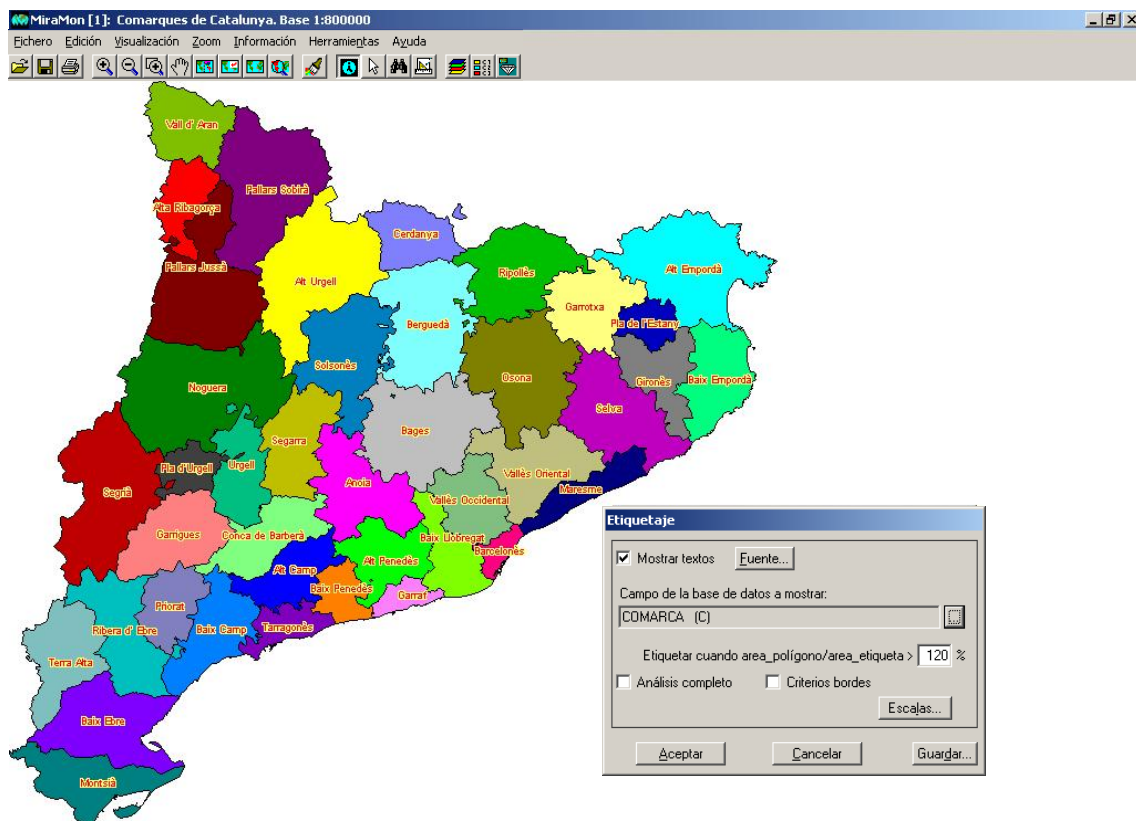 MiraMon [1]: Comarques de Catalunya. Base 1:800000
Fichero Edición Visualización Zoom Información Herramientas Ayuda
Vall d' Aran
Pallars Sobirà
Alta Ribagorça
Cerdanya
Pallars Jussà
Alt Urgell
Ripollès
Alt Empordà
Garrotxa
Berguedà
Pla de l'Estany
Solsonès
Osona
Gironès
Baix Empordà
Noguera
Selva
Bages
Segarra
Pla d'Urgell
Urgell
Vallès Oriental
Anoia
Segrià
Maresme
Vallès Occidental
Garrigues
Conca de Barberà
Baix Llobregat
Barcelonès
Alt Camp
Alt Penedès
Baix Penedès
Garraf
Priorat
Ribera d' Ebre
Baix Camp
Tarragonès
Terra Alta
Baix Ebre
Montsià
Etiquetaje
Mostrar textos Fuente...
Campo de la base de datos a mostrar:
COMARCA (C)
Etiquetar cuando area_polígono/area_etiqueta > 120 %
Análisis completo Criterios bordes
Escalas...
Aceptar Cancelar Guardar...